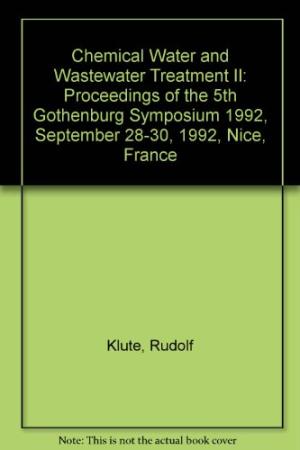 Chemical Water and
Wastewater Treatment II:
Proceedings of the 5th
Gothenburg Symposium 1992,
September 28-30, 1992, Nice,
France
Klute, Rudolf
Note: This is not the actual book cover